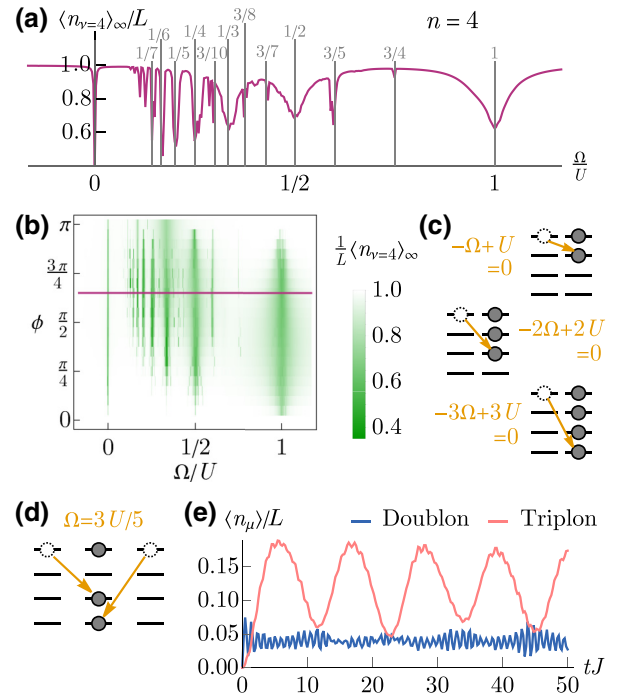 (a) ⟨n_{ν=4}⟩_∞/L n = 4
1/6 1/4 3/8 1/2 3/4 1
1/7 1/5 3/10 1/3 3/7 3/5
1.0
0.8
0.6
0 1/2 1 Ω/U
(b) (c)
π
3π/4
ϕ π/2
π/4
0
0 1/2 1
Ω/U
1/L ⟨n_{ν=4}⟩_∞
1.0
0.8
0.6
0.4
−Ω+U
=0
−2Ω+2U
=0
−3Ω+3U
=0
(d) Ω=3U/5
(e) ⟨n_μ⟩/L Doublon Triplon
0.15
0.10
0.05
0.00
0 10 20 30 40 50 tJ